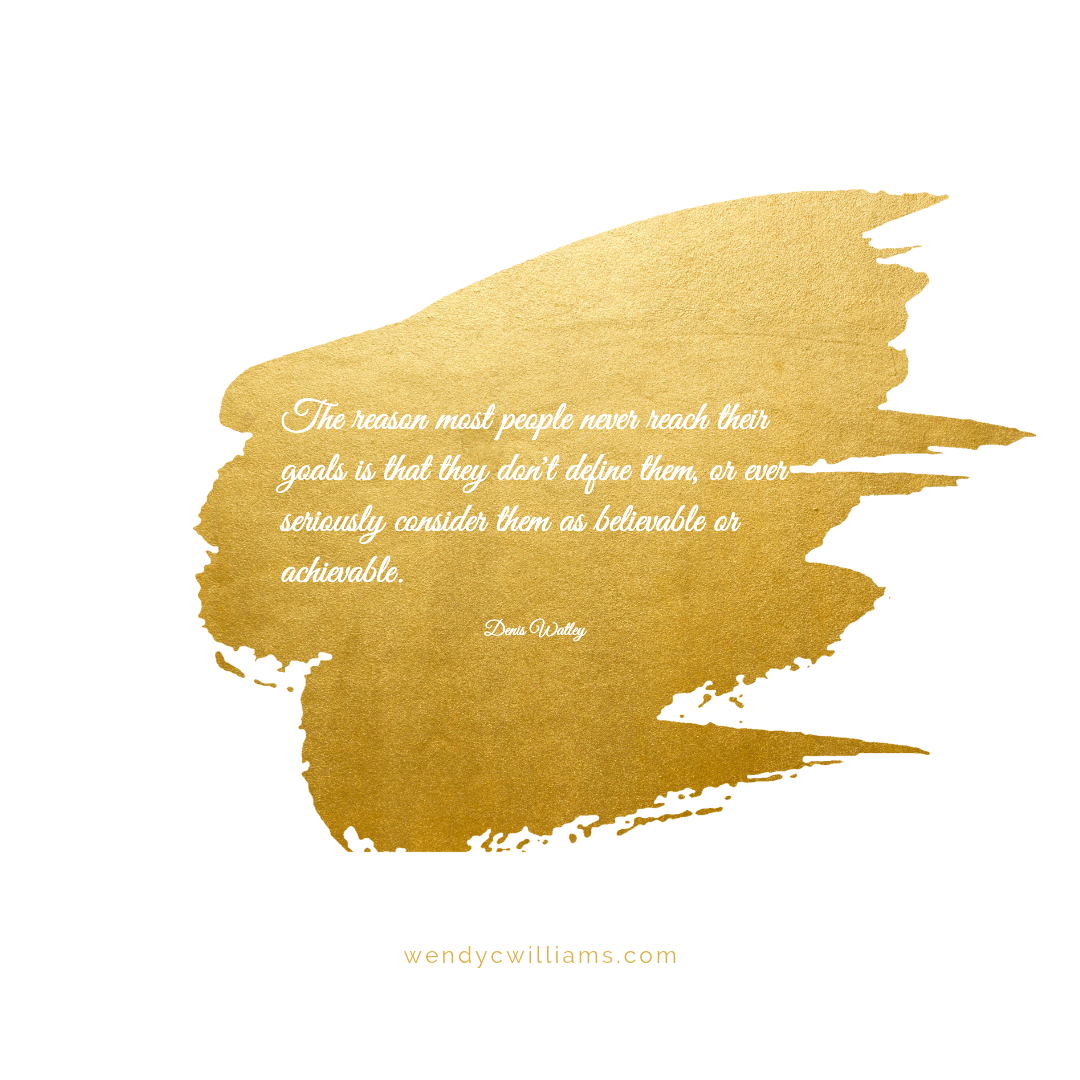 The reason most people never reach their
goals is that they don't define them, or ever
seriously consider them as believable or
achievable.
Denis Watley
wendycwilliams.com